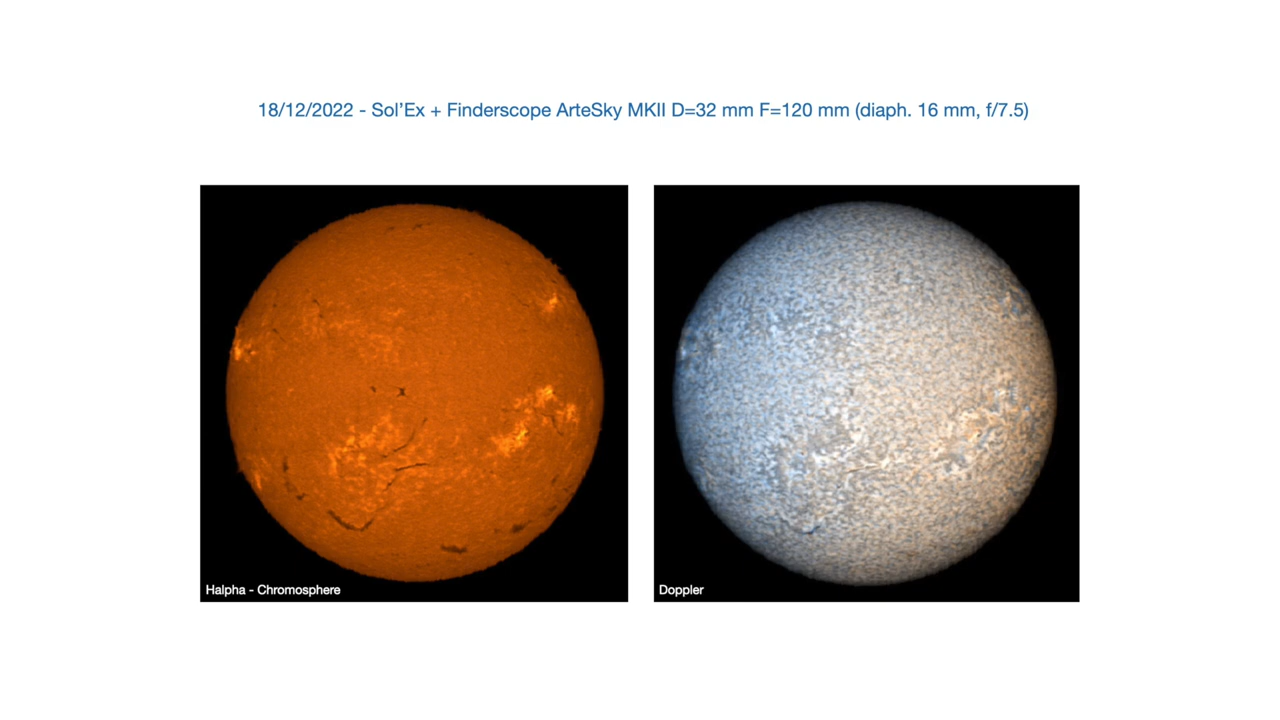 18/12/2022 - Sol’Ex + Finderscope ArteSky MKII D=32 mm F=120 mm (diaph. 16 mm, f/7.5)
Halpha - Chromosphere
Doppler